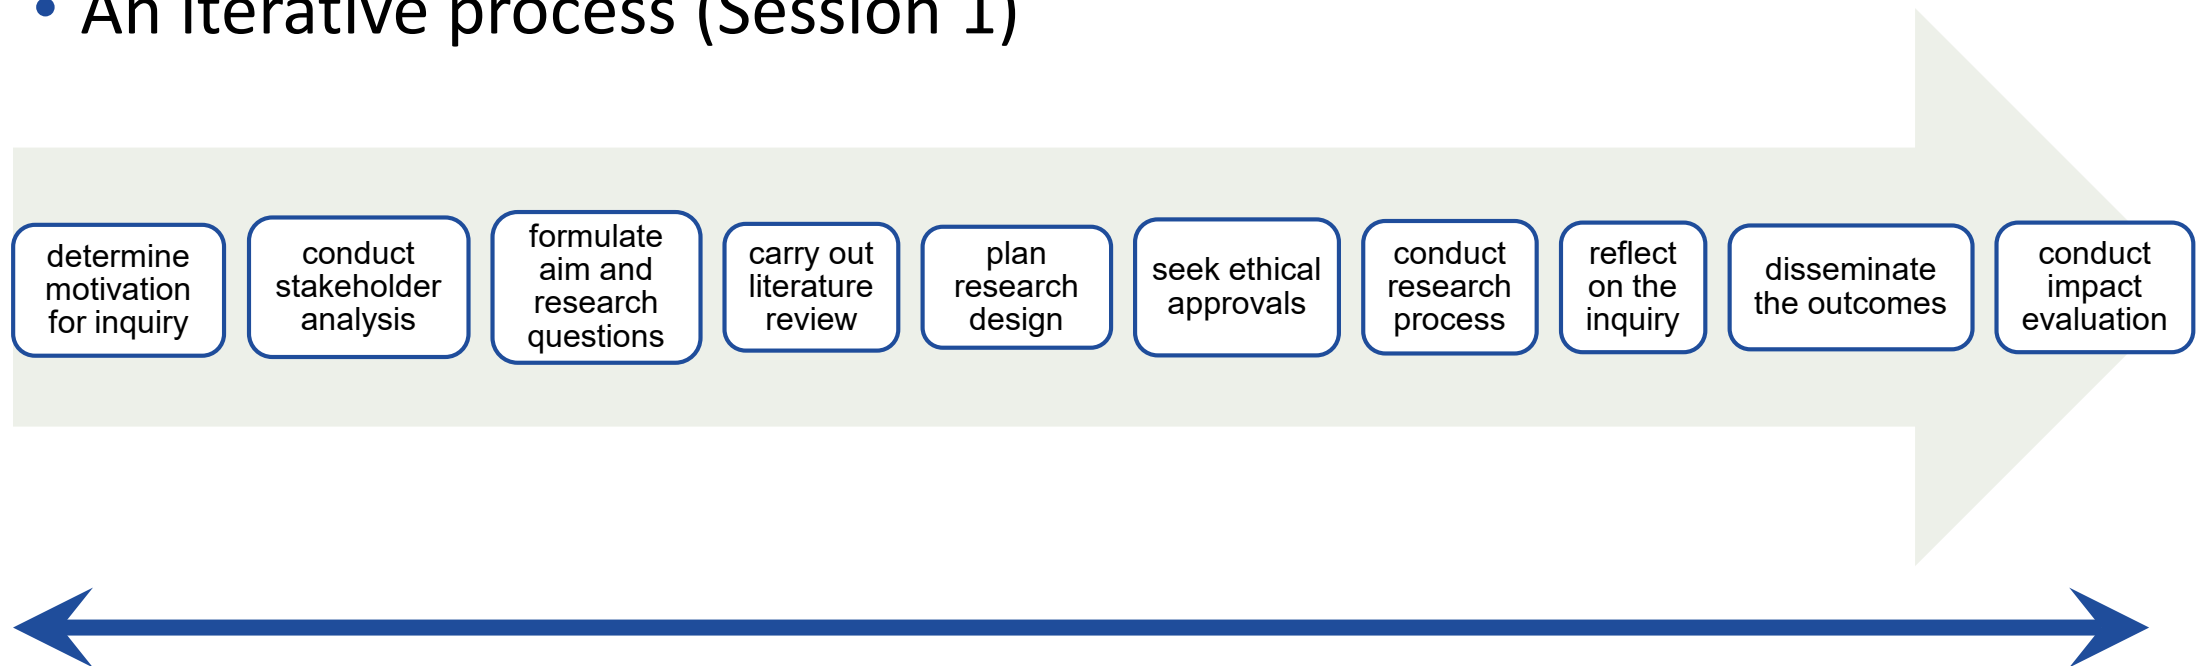 • An iterative process (Session 1)
determine
motivation
for inquiry
conduct
stakeholder
analysis
formulate
aim and
research
questions
carry out
literature
review
plan
research
design
seek ethical
approvals
conduct
research
process
reflect
on the
inquiry
disseminate
the outcomes
conduct
impact
evaluation